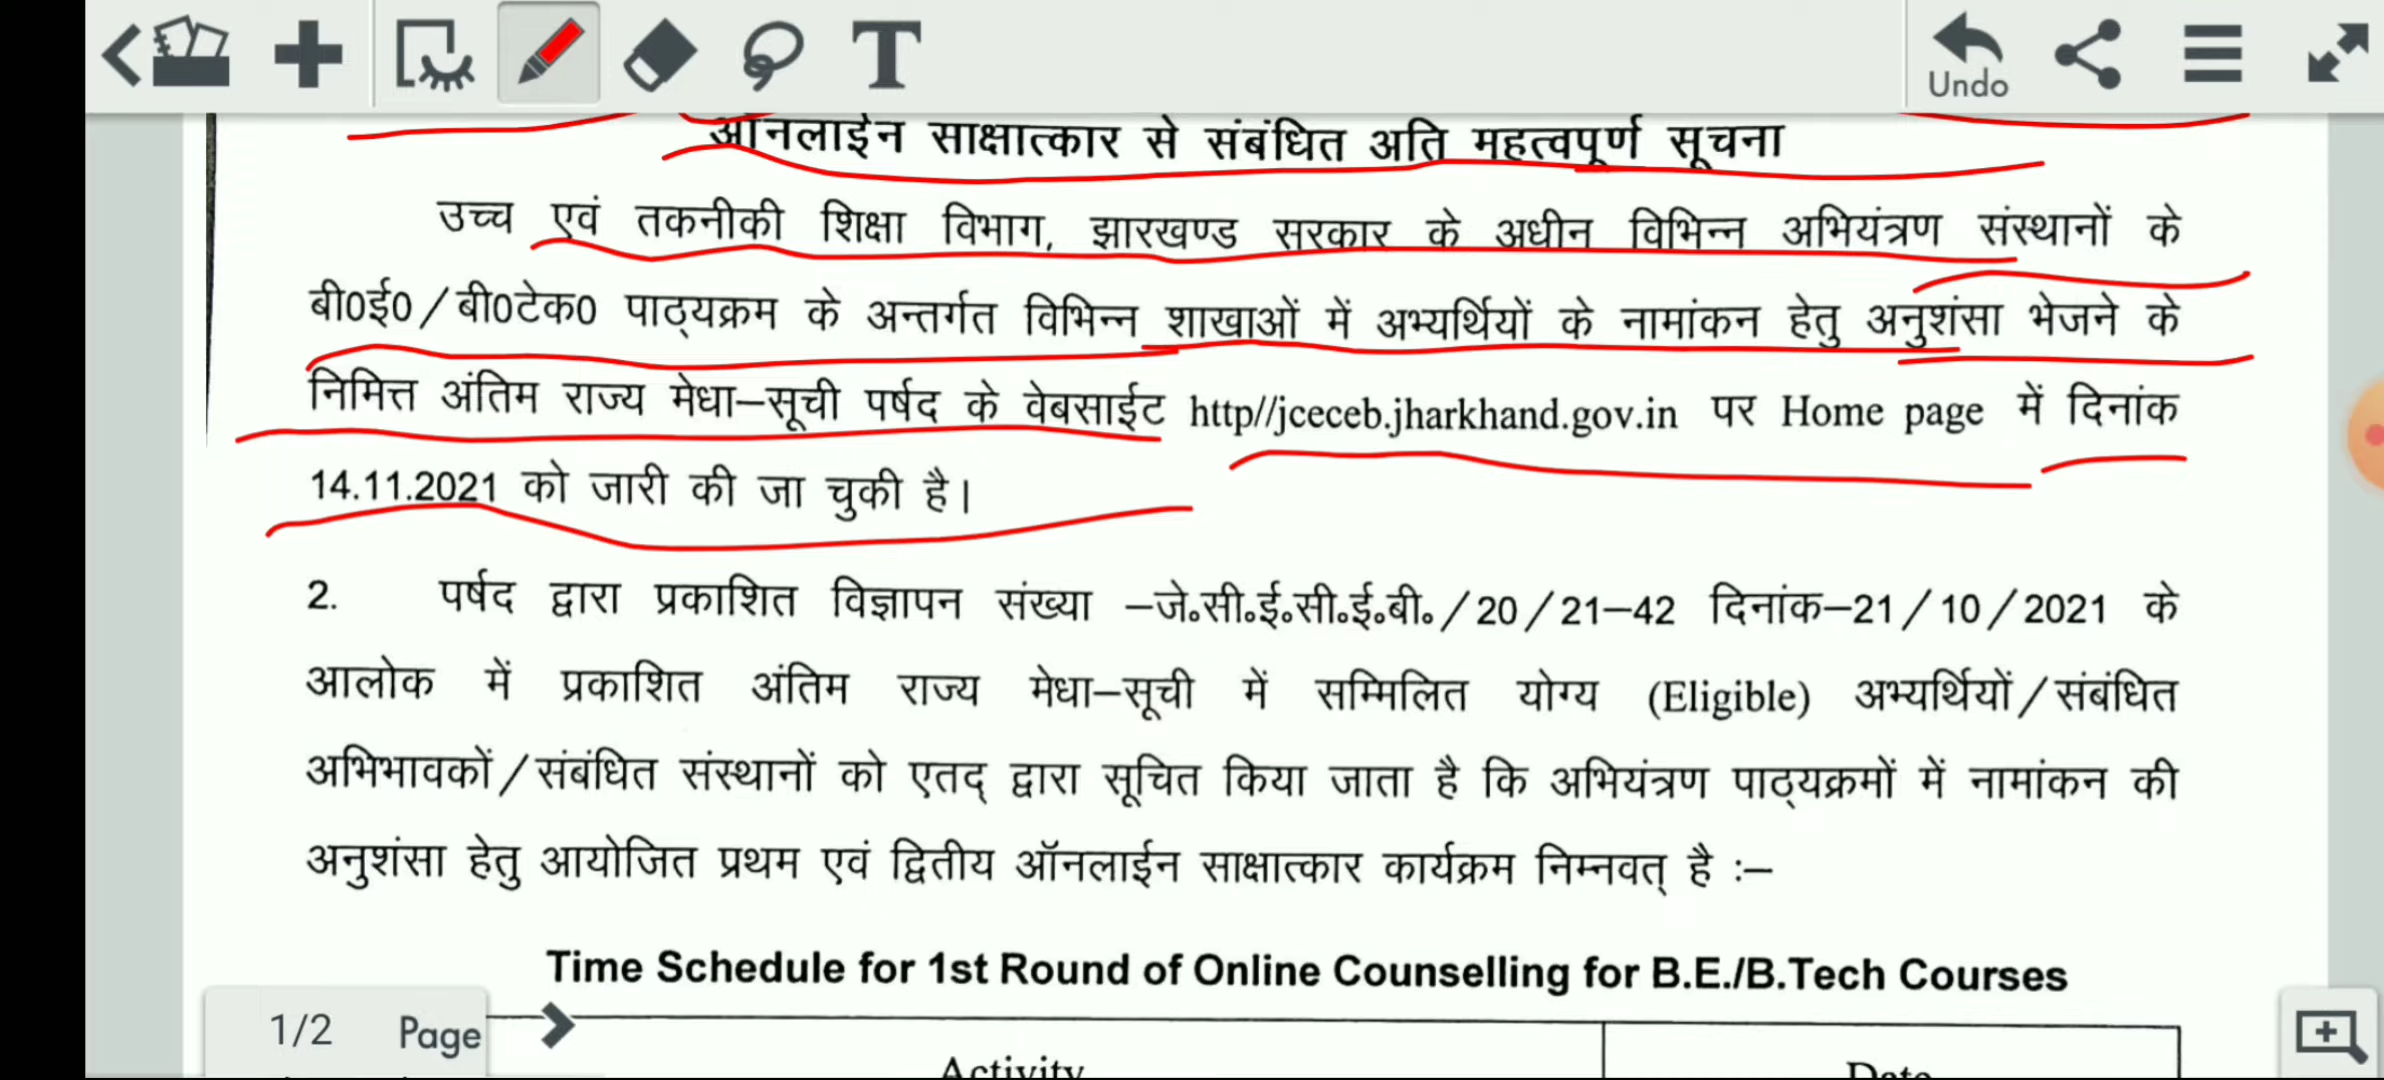 Undo
ऑनलाईन साक्षात्कार से संबंधित अति महत्वपूर्ण सूचना
उच्च एवं तकनीकी शिक्षा विभाग, झारखण्ड सरकार के अधीन विभिन्न अभियंत्रण संस्थानों के
बी0ई0/बी0टेक0 पाठ्यक्रम के अन्तर्गत विभिन्न शाखाओं में अभ्यर्थियों के नामांकन हेतु अनुशंसा भेजने के
निमित्त अंतिम राज्य मेधा–सूची पर्षद के वेबसाईट http//jceceb.jharkhand.gov.in पर Home page में दिनांक
14.11.2021 को जारी की जा चुकी है।
2. पर्षद द्वारा प्रकाशित विज्ञापन संख्या –जे.सी.ई.सी.ई.बी./20/21–42 दिनांक–21/10/2021 के
आलोक में प्रकाशित अंतिम राज्य मेधा–सूची में सम्मिलित योग्य (Eligible) अभ्यर्थियों/संबंधित
अभिभावकों/संबंधित संस्थानों को एतद् द्वारा सूचित किया जाता है कि अभियंत्रण पाठ्यक्रमों में नामांकन की
अनुशंसा हेतु आयोजित प्रथम एवं द्वितीय ऑनलाईन साक्षात्कार कार्यक्रम निम्नवत् है :–
Time Schedule for 1st Round of Online Counselling for B.E./B.Tech Courses
1/2 Page
Activity Date